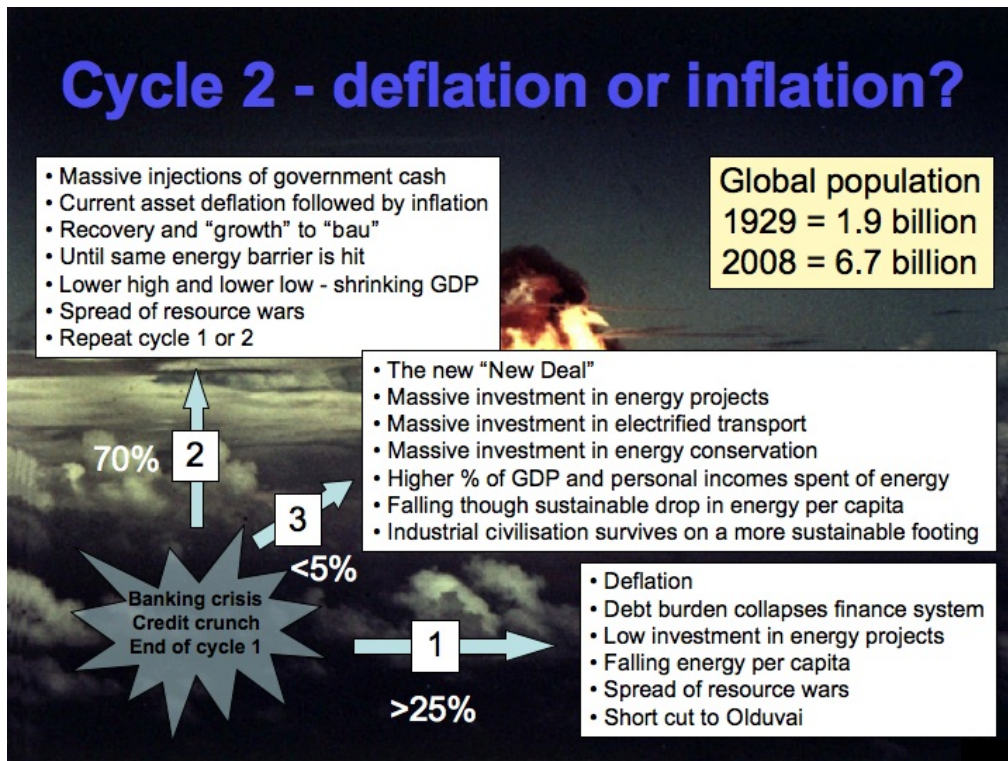 Cycle 2 - deflation or inflation?
• Massive injections of government cash
• Current asset deflation followed by inflation
• Recovery and “growth” to “bau”
• Until same energy barrier is hit
• Lower high and lower low - shrinking GDP
• Spread of resource wars
• Repeat cycle 1 or 2
Global population
1929 = 1.9 billion
2008 = 6.7 billion
• The new “New Deal”
• Massive investment in energy projects
• Massive investment in electrified transport
• Massive investment in energy conservation
• Higher % of GDP and personal incomes spent of energy
• Falling though sustainable drop in energy per capita
• Industrial civilisation survives on a more sustainable footing
70%
2
3
<5%
Banking crisis
Credit crunch
End of cycle 1
1
>25%
• Deflation
• Debt burden collapses finance system
• Low investment in energy projects
• Falling energy per capita
• Spread of resource wars
• Short cut to Olduvai